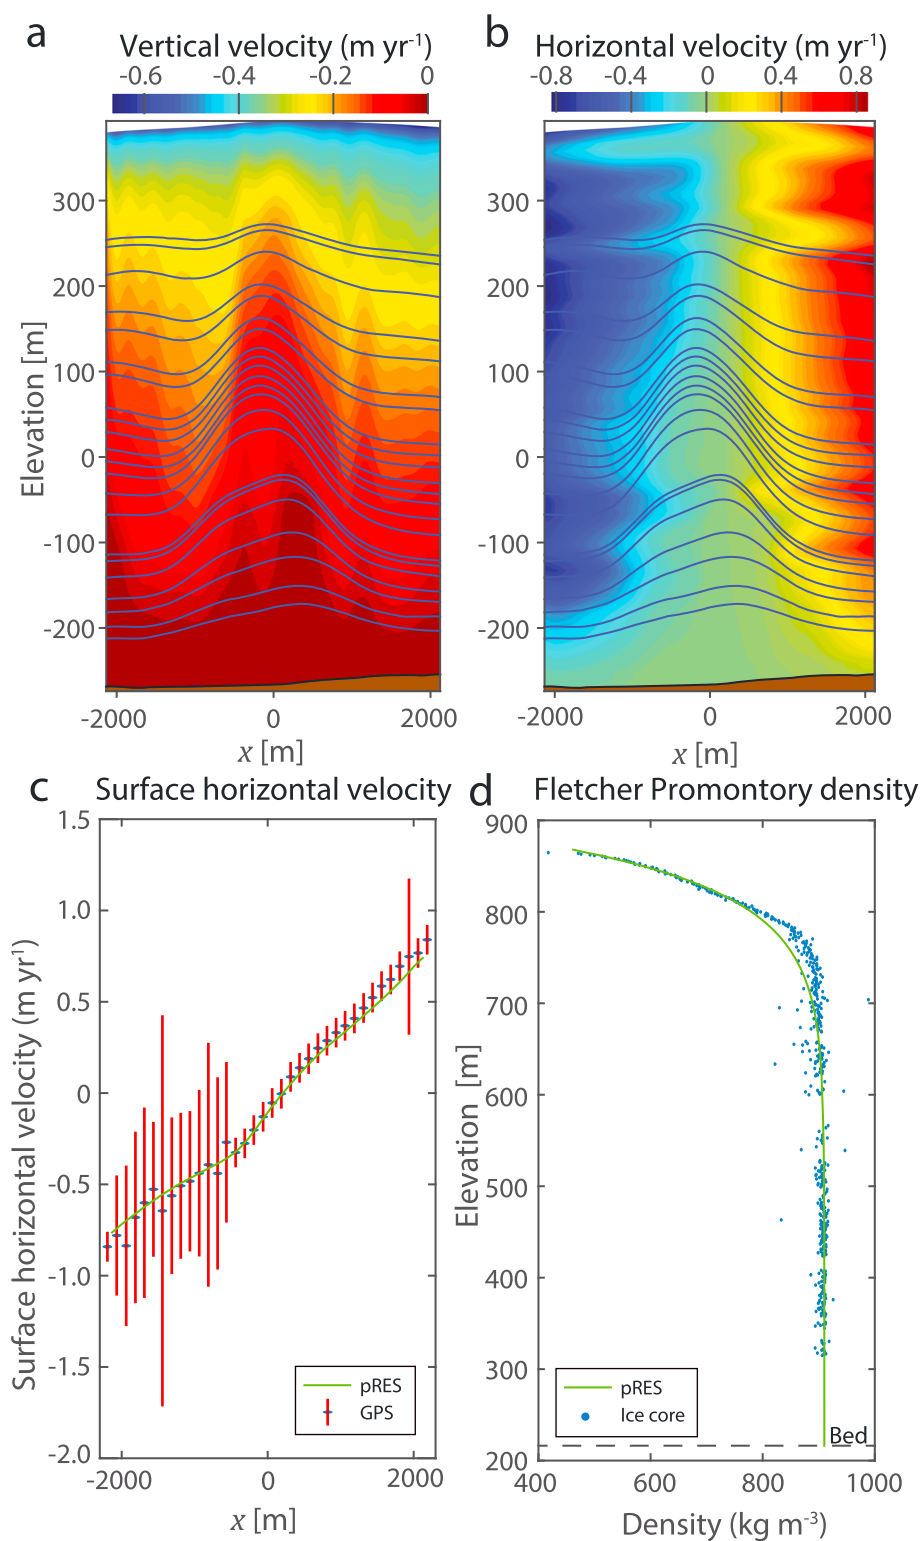 a
Vertical velocity (m yr-1)
-0.6 -0.4 -0.2 0
300
200
100
0
-100
-200
Elevation [m]
-2000 0 2000
x [m]
b
Horizontal velocity (m yr-1)
-0.8 -0.4 0 0.4 0.8
300
200
100
0
-100
-200
-2000 0 2000
x [m]
c Surface horizontal velocity
1.5
1.0
0.5
0
-0.5
-1.0
-1.5
-2.0
Surface horizontal velocity (m yr1)
pRES
GPS
-2000 0 2000
x [m]
d Fletcher Promontory density
900
800
700
600
500
400
300
200
Elevation [m]
pRES
Ice core
Bed
400 600 800 1000
Density (kg m-3)